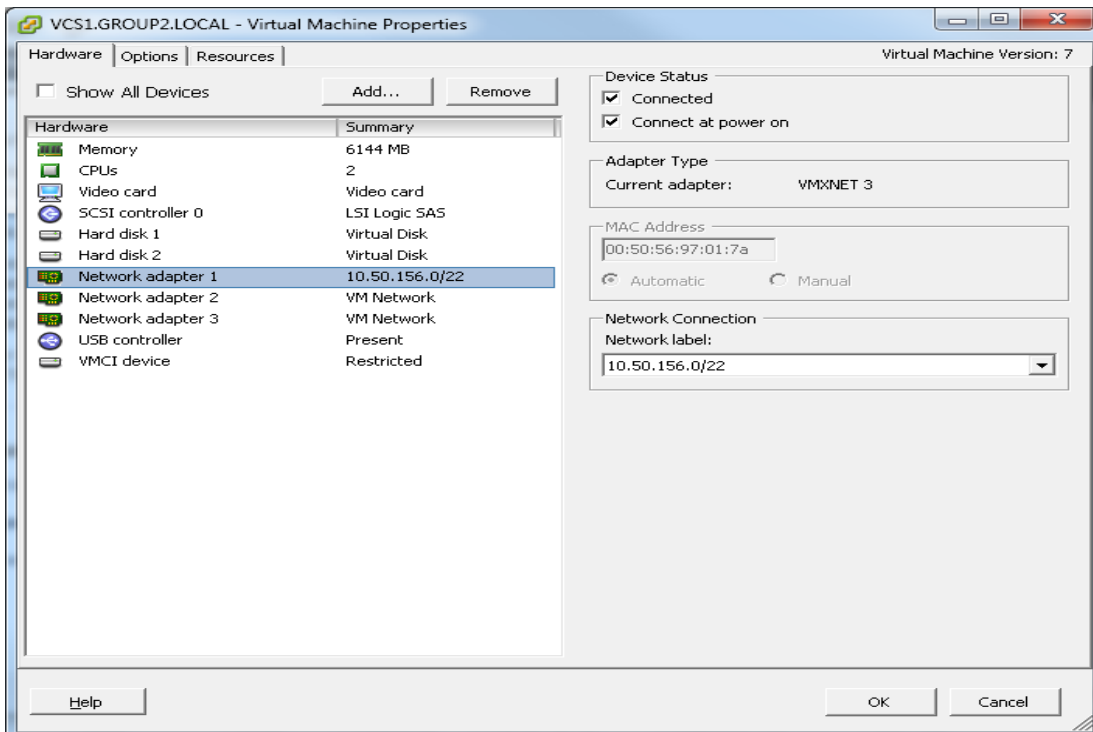 VCS1.GROUP2.LOCAL - Virtual Machine Properties
Hardware Options Resources Virtual Machine Version: 7
Show All Devices Add... Remove
Hardware Summary
Memory 6144 MB
CPUs 2
Video card Video card
SCSI controller 0 LSI Logic SAS
Hard disk 1 Virtual Disk
Hard disk 2 Virtual Disk
Network adapter 1 10.50.156.0/22
Network adapter 2 VM Network
Network adapter 3 VM Network
USB controller Present
VMCI device Restricted
Device Status
Connected
Connect at power on
Adapter Type
Current adapter: VMXNET 3
MAC Address
00:50:56:97:01:7a
Automatic Manual
Network Connection
Network label:
10.50.156.0/22
Help OK Cancel